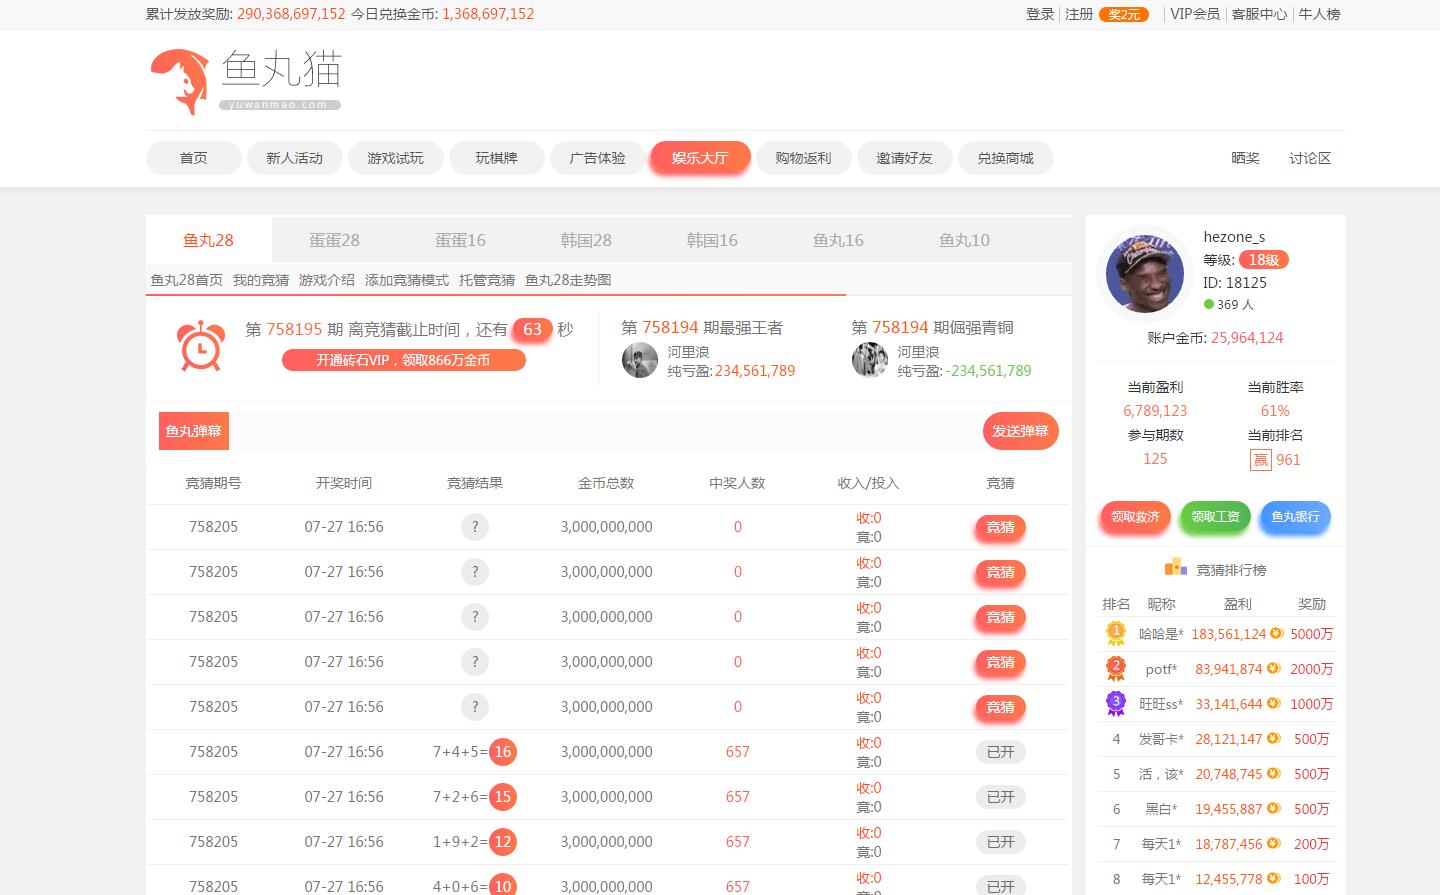 累计发放奖励: 290,368,697,152 今日兑换金币: 1,368,697,152
登录 注册 奖2元 VIP会员 客服中心 牛人榜
鱼丸猫
yuwanmao.com
首页 新人活动 游戏试玩 玩棋牌 广告体验 娱乐大厅 购物返利 邀请好友 兑换商城 晒奖 讨论区
鱼丸28 蛋蛋28 蛋蛋16 韩国28 韩国16 鱼丸16 鱼丸10
鱼丸28首页 我的竞猜 游戏介绍 添加竞猜模式 托管竞猜 鱼丸28走势图
第 758195 期 离竞猜截止时间，还有 63 秒
开通砖石VIP，领取866万金币
第 758194 期最强王者
河里浪
纯亏盈:234,561,789
第 758194 期倔强青铜
河里浪
纯亏盈:-234,561,789
鱼丸弹幕 发送弹幕
竞猜期号 开奖时间 竞猜结果 金币总数 中奖人数 收入/投入 竞猜
758205 07-27 16:56 ? 3,000,000,000 0 收:0 竞:0 竞猜
758205 07-27 16:56 ? 3,000,000,000 0 收:0 竞:0 竞猜
758205 07-27 16:56 ? 3,000,000,000 0 收:0 竞:0 竞猜
758205 07-27 16:56 ? 3,000,000,000 0 收:0 竞:0 竞猜
758205 07-27 16:56 ? 3,000,000,000 0 收:0 竞:0 竞猜
758205 07-27 16:56 7+4+5=16 3,000,000,000 657 收:0 竞:0 已开
758205 07-27 16:56 7+2+6=15 3,000,000,000 657 收:0 竞:0 已开
758205 07-27 16:56 1+9+2=12 3,000,000,000 657 收:0 竞:0 已开
758205 07-27 16:56 4+0+6=10 3,000,000,000 657 收:0 竞:0 已开
hezone_s
等级: 18级
ID: 18125
369 人
账户金币: 25,964,124
当前盈利 当前胜率
6,789,123 61%
参与期数 当前排名
125 赢 961
领取救济 领取工资 鱼丸银行
竞猜排行榜
排名 昵称 盈利 奖励
1 哈哈是* 183,561,124 5000万
2 potf* 83,941,874 2000万
3 旺旺ss* 33,141,644 1000万
4 发哥卡* 28,121,147 500万
5 活，该* 20,748,745 500万
6 黑白* 19,455,887 500万
7 每天1* 18,787,456 200万
8 每天1* 12,455,778 100万